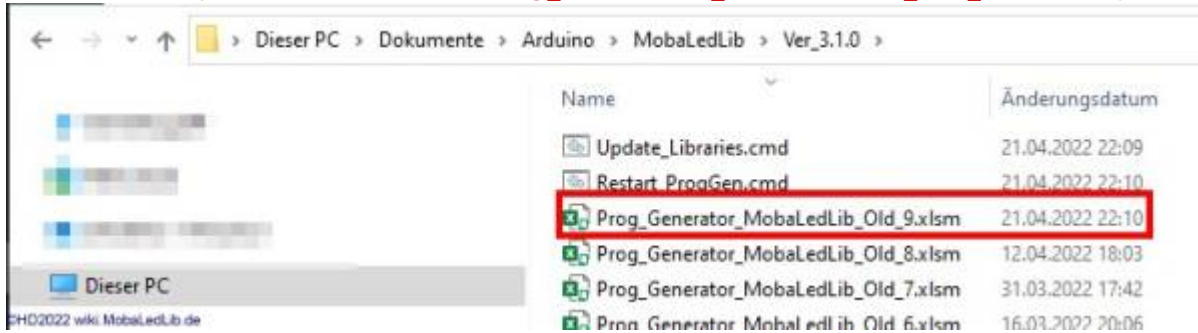 Dieser PC > Dokumente > Arduino > MobaLedLib > Ver_3.1.0 >
Name Änderungsdatum
Update_Libraries.cmd 21.04.2022 22:09
Restart_ProgGen.cmd 21.04.2022 22:10
Prog_Generator_MobaLedLib_Old_9.xlsm 21.04.2022 22:10
Prog_Generator_MobaLedLib_Old_8.xlsm 12.04.2022 18:03
Prog_Generator_MobaLedLib_Old_7.xlsm 31.03.2022 17:42
Dieser PC
Prog_Generator_MobaLedLib_Old_6.xlsm 16.03.2022 20:06
©HD2022 wiki.MobaLedLib.de